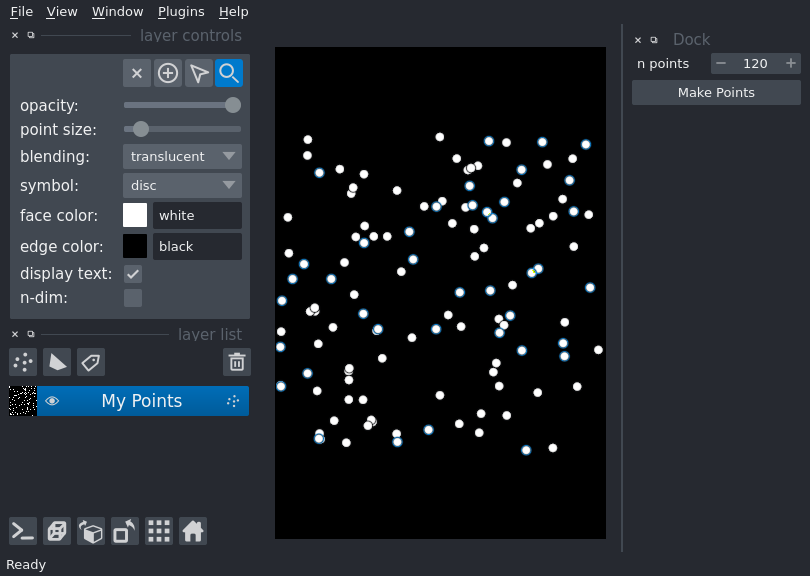 File View Window Plugins Help
layer controls
opacity:
point size:
blending: translucent
symbol: disc
face color: white
edge color: black
display text:
n-dim:
layer list
My Points
Ready
Dock
n points 120
Make Points